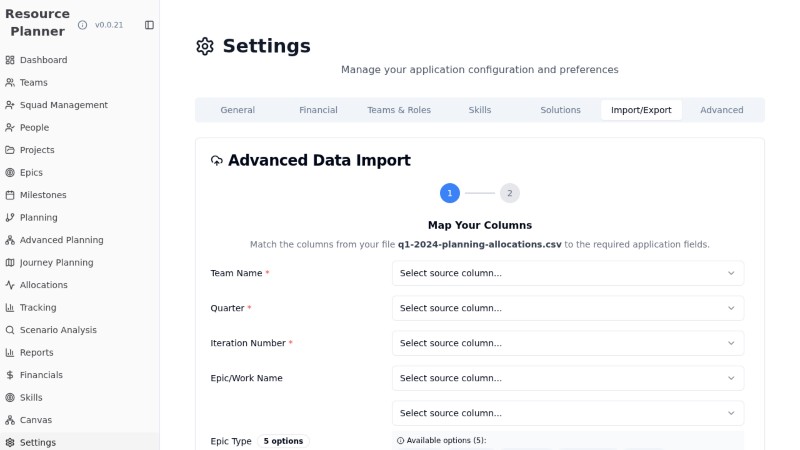 Resource
Planner
v0.0.21
Dashboard
Teams
Squad Management
People
Projects
Epics
Milestones
Planning
Advanced Planning
Journey Planning
Allocations
Tracking
Scenario Analysis
Reports
Financials
Skills
Canvas
Settings
Settings
Manage your application configuration and preferences
General Financial Teams & Roles Skills Solutions Import/Export Advanced
Advanced Data Import
1 2
Map Your Columns
Match the columns from your file q1-2024-planning-allocations.csv to the required application fields.
Team Name * Select source column...
Quarter * Select source column...
Iteration Number * Select source column...
Epic/Work Name Select source column...
Select source column...
Epic Type 5 options Available options (5):